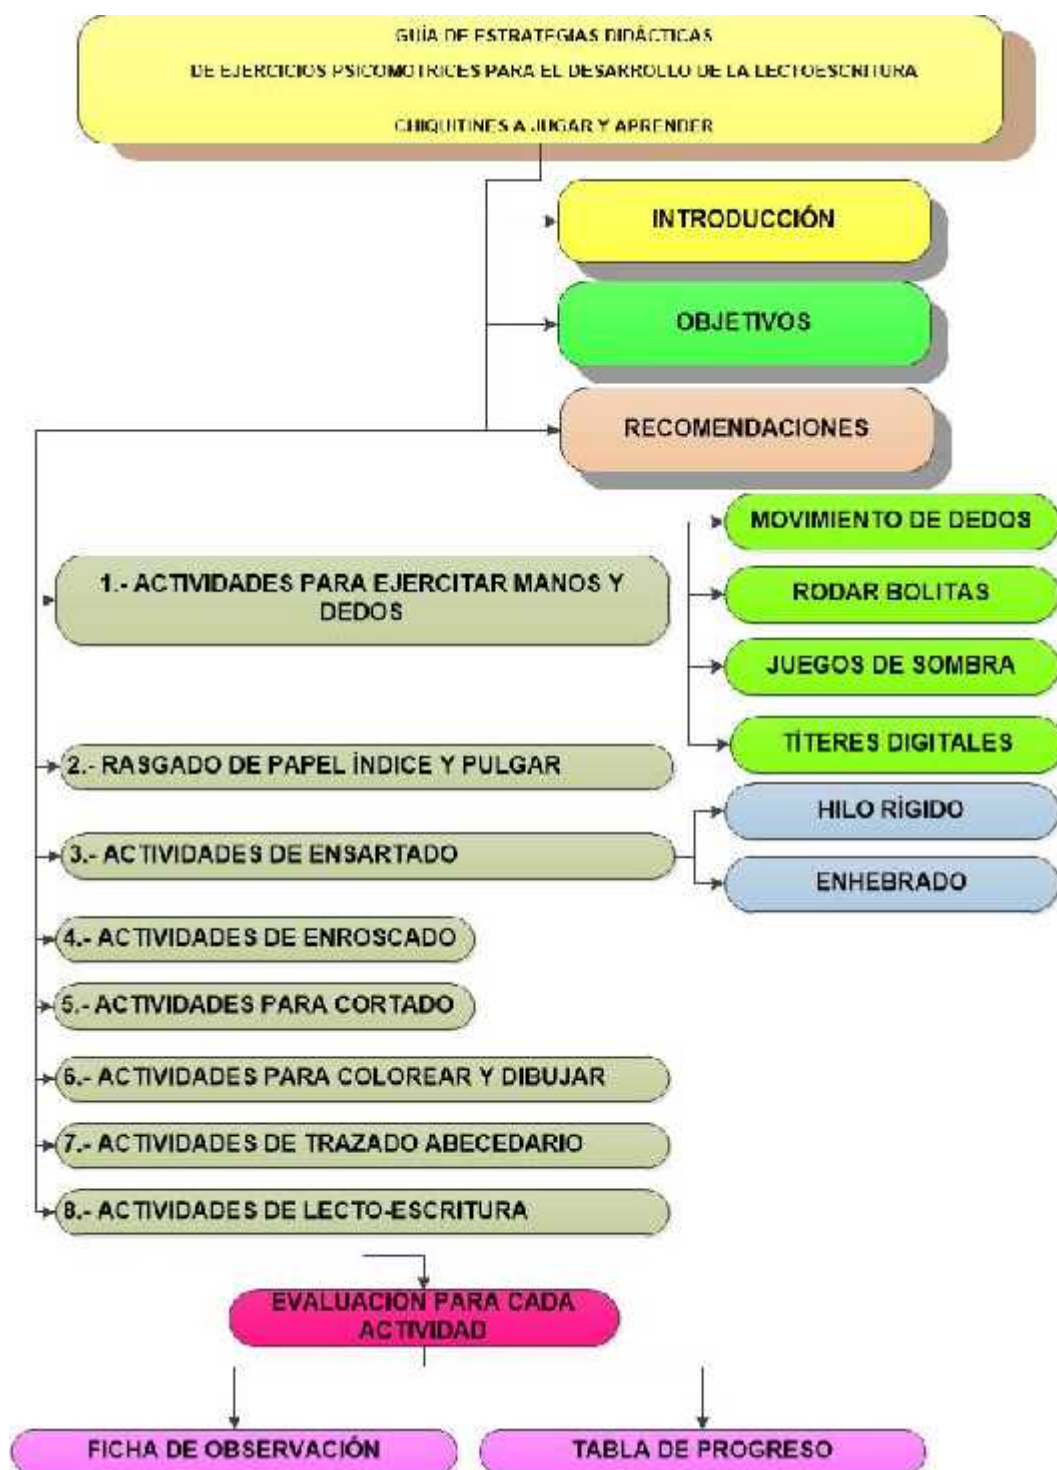 GUÍA DE ESTRATEGIAS DIDÁCTICAS
DE EJERCICIOS PSICOMOTRICES PARA EL DESARROLLO DE LA LECTOESCRITURA
CHIQUITINES A JUGAR Y APRENDER
INTRODUCCIÓN
OBJETIVOS
RECOMENDACIONES
1.- ACTIVIDADES PARA EJERCITAR MANOS Y
DEDOS
MOVIMIENTO DE DEDOS
RODAR BOLITAS
JUEGOS DE SOMBRA
TÍTERES DIGITALES
2.- RASGADO DE PAPEL ÍNDICE Y PULGAR
3.- ACTIVIDADES DE ENSARTADO
HILO RÍGIDO
ENHEBRADO
4.- ACTIVIDADES DE ENROSCADO
5.- ACTIVIDADES PARA CORTADO
6.- ACTIVIDADES PARA COLOREAR Y DIBUJAR
7.- ACTIVIDADES DE TRAZADO ABECEDARIO
8.- ACTIVIDADES DE LECTO-ESCRITURA
EVALUACION PARA CADA
ACTIVIDAD
FICHA DE OBSERVACIÓN
TABLA DE PROGRESO